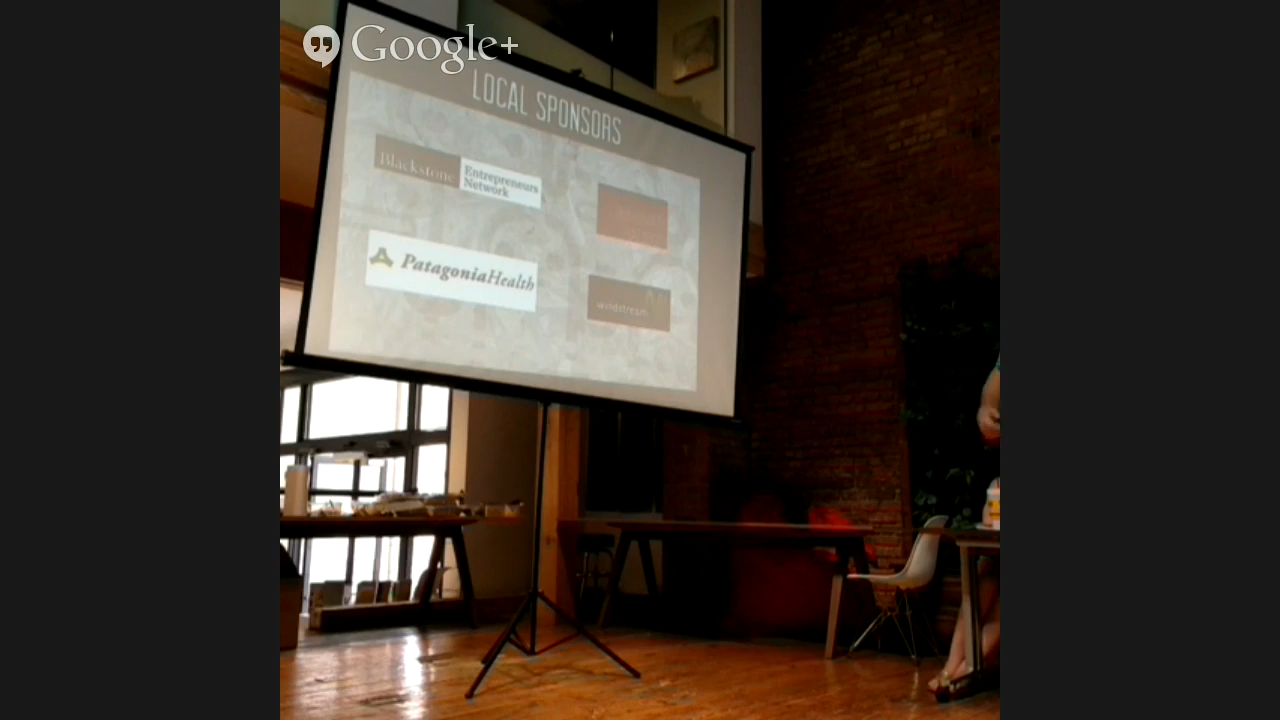 Google+
LOCAL SPONSORS
Blackstone
Entrepreneurs
Network
PatagoniaHealth
windstream